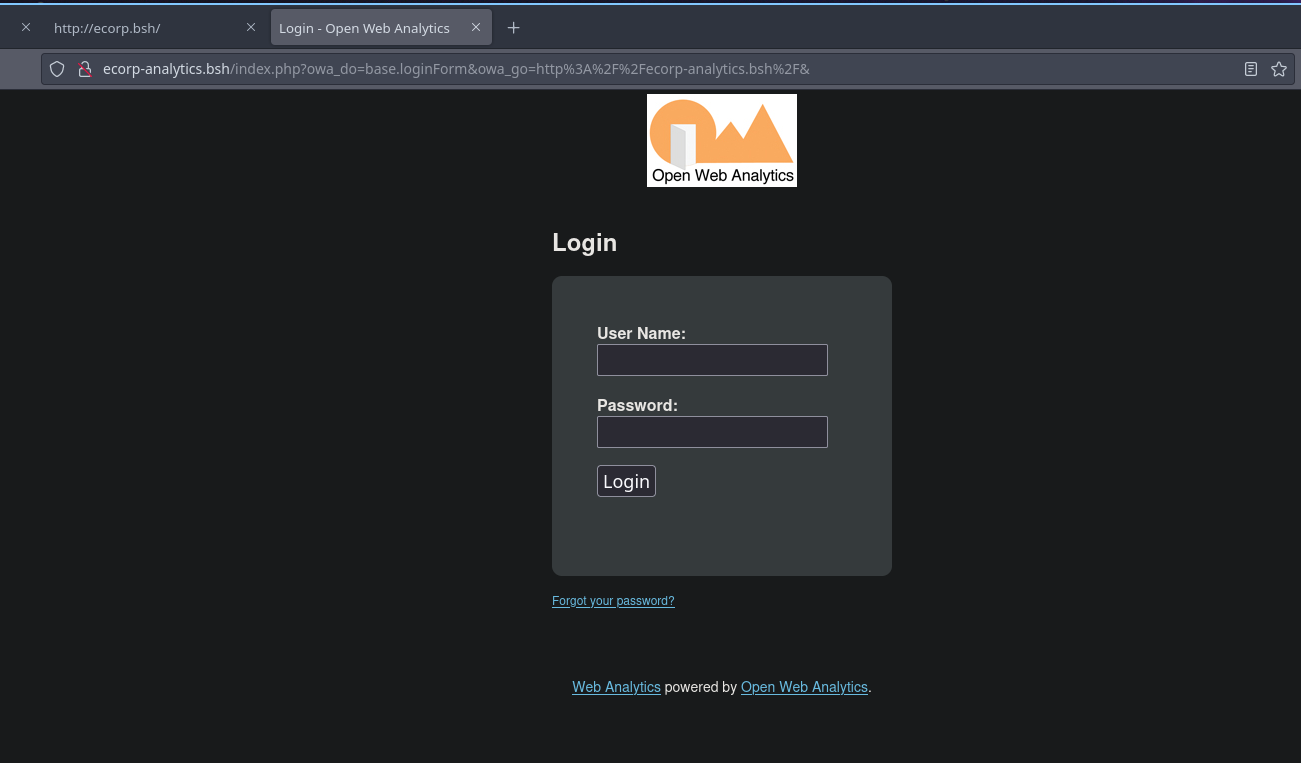 http://ecorp.bsh/
Login - Open Web Analytics
ecorp-analytics.bsh/index.php?owa_do=base.loginForm&owa_go=http%3A%2F%2Fecorp-analytics.bsh%2F&
Open Web Analytics
Login
User Name:
Password:
Login
Forgot your password?
Web Analytics powered by Open Web Analytics.